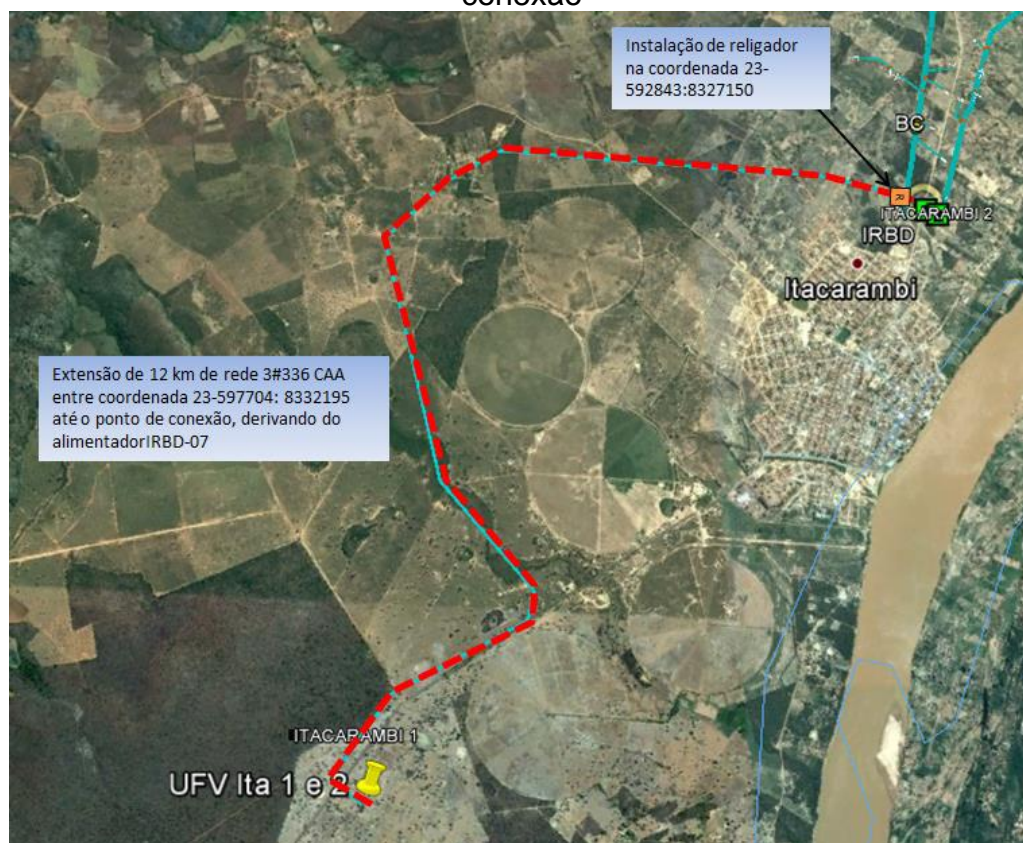 conexão
Instalação de religador
na coordenada 23-
592843:8327150
BC
ITACARAMBI 2
IRBD
Itacarambi
Extensão de 12 km de rede 3#336 CAA
entre coordenada 23-597704: 8332195
até o ponto de conexão, derivando do
alimentadorIRBD-07
ITACARAMBI 1
UFV Ita 1 e 2